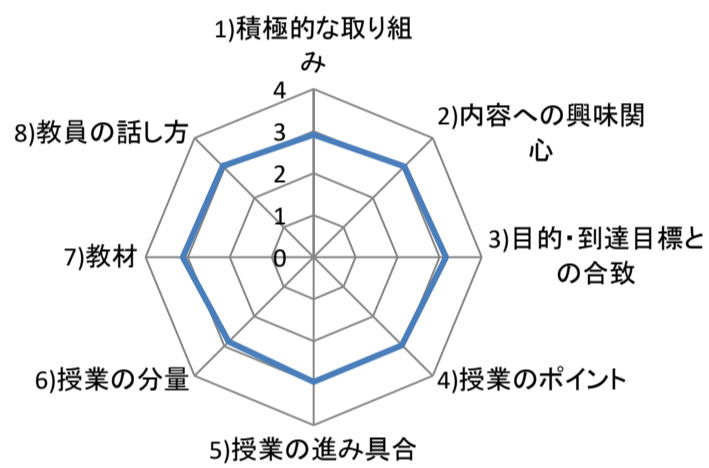 1)積極的な取り組
み
2)内容への興味関
心
3)目的・到達目標と
の合致
4)授業のポイント
5)授業の進み具合
6)授業の分量
7)教材
8)教員の話し方
4
3
2
1
0